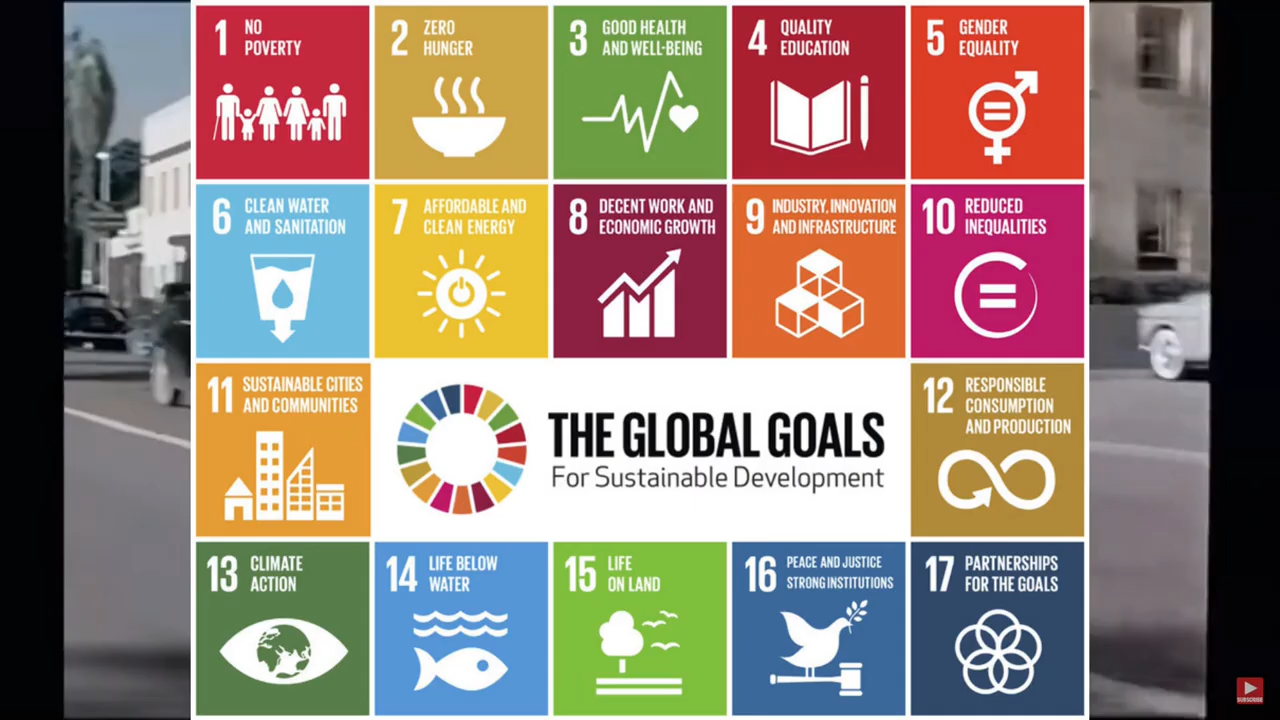 1 NO
POVERTY
2 ZERO
HUNGER
3 GOOD HEALTH
AND WELL-BEING
4 QUALITY
EDUCATION
5 GENDER
EQUALITY
6 CLEAN WATER
AND SANITATION
7 AFFORDABLE AND
CLEAN ENERGY
8 DECENT WORK AND
ECONOMIC GROWTH
9 INDUSTRY, INNOVATION
AND INFRASTRUCTURE
10 REDUCED
INEQUALITIES
11 SUSTAINABLE CITIES
AND COMMUNITIES
THE GLOBAL GOALS
For Sustainable Development
12 RESPONSIBLE
CONSUMPTION
AND PRODUCTION
13 CLIMATE
ACTION
14 LIFE BELOW
WATER
15 LIFE
ON LAND
16 PEACE AND JUSTICE
STRONG INSTITUTIONS
17 PARTNERSHIPS
FOR THE GOALS
SUBSCRIBE